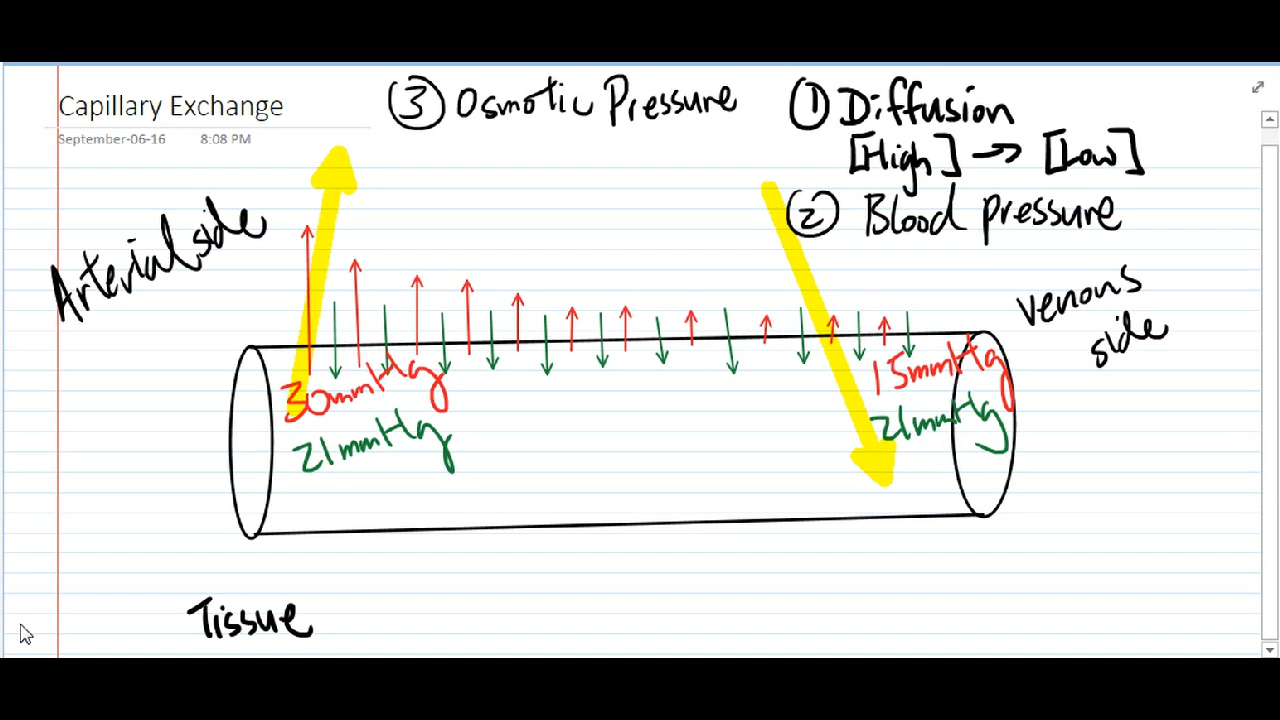 Capillary Exchange
September-06-16 8:08 PM
③ Osmotic Pressure
① Diffusion
[High] → [Low]
② Blood pressure
Arterial side
venous
side
30mmHg
21mmHg
15mmHg
21mmHg
Tissue